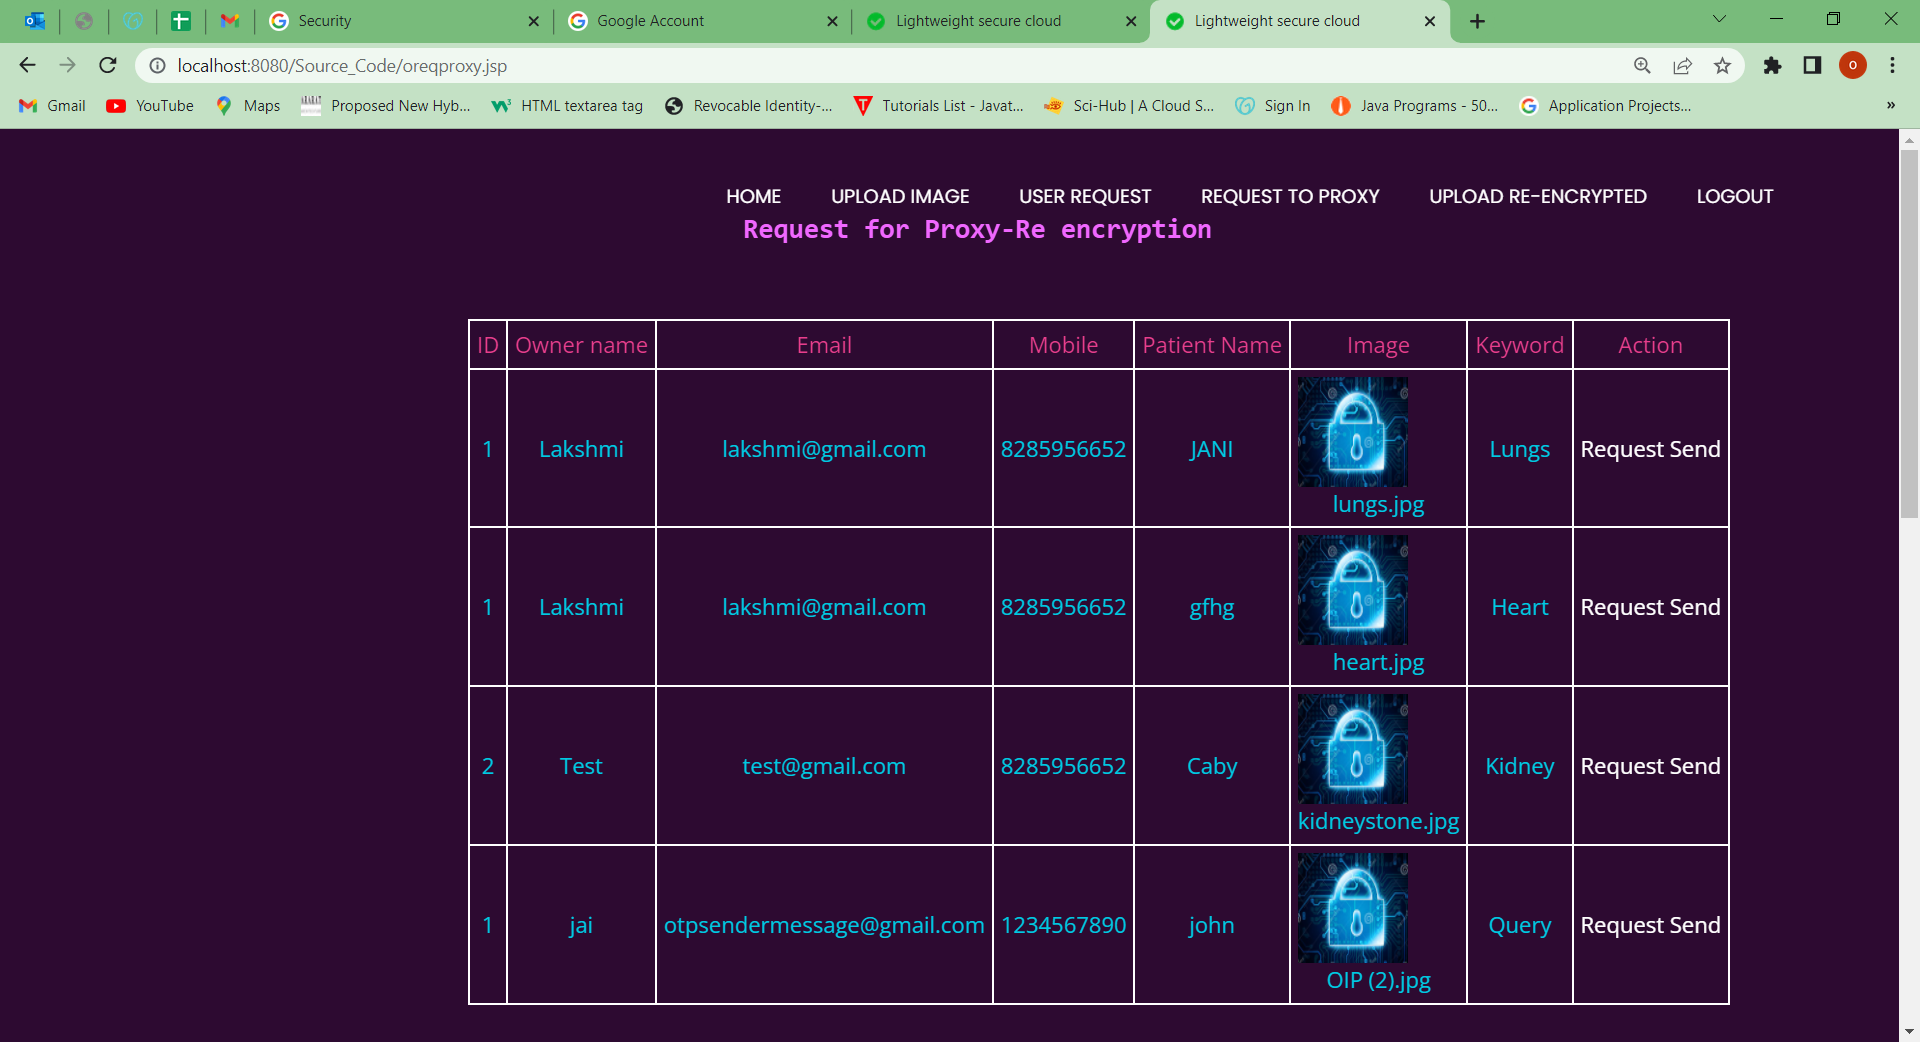 Security
Google Account
Lightweight secure cloud
Lightweight secure cloud
localhost:8080/Source_Code/oreqproxy.jsp
O
Gmail
YouTube
Maps
Proposed New Hyb...
HTML textarea tag
Revocable Identity-...
Tutorials List - Javat...
Sci-Hub | A Cloud S...
Sign In
Java Programs - 50...
Application Projects...
»
HOME UPLOAD IMAGE USER REQUEST REQUEST TO PROXY UPLOAD RE-ENCRYPTED LOGOUT
Request for Proxy-Re encryption
ID Owner name Email Mobile Patient Name Image Keyword Action
1 Lakshmi lakshmi@gmail.com 8285956652 JANI lungs.jpg Lungs Request Send
1 Lakshmi lakshmi@gmail.com 8285956652 gfhg heart.jpg Heart Request Send
2 Test test@gmail.com 8285956652 Caby kidneystone.jpg Kidney Request Send
1 jai otpsendermessage@gmail.com 1234567890 john OIP (2).jpg Query Request Send